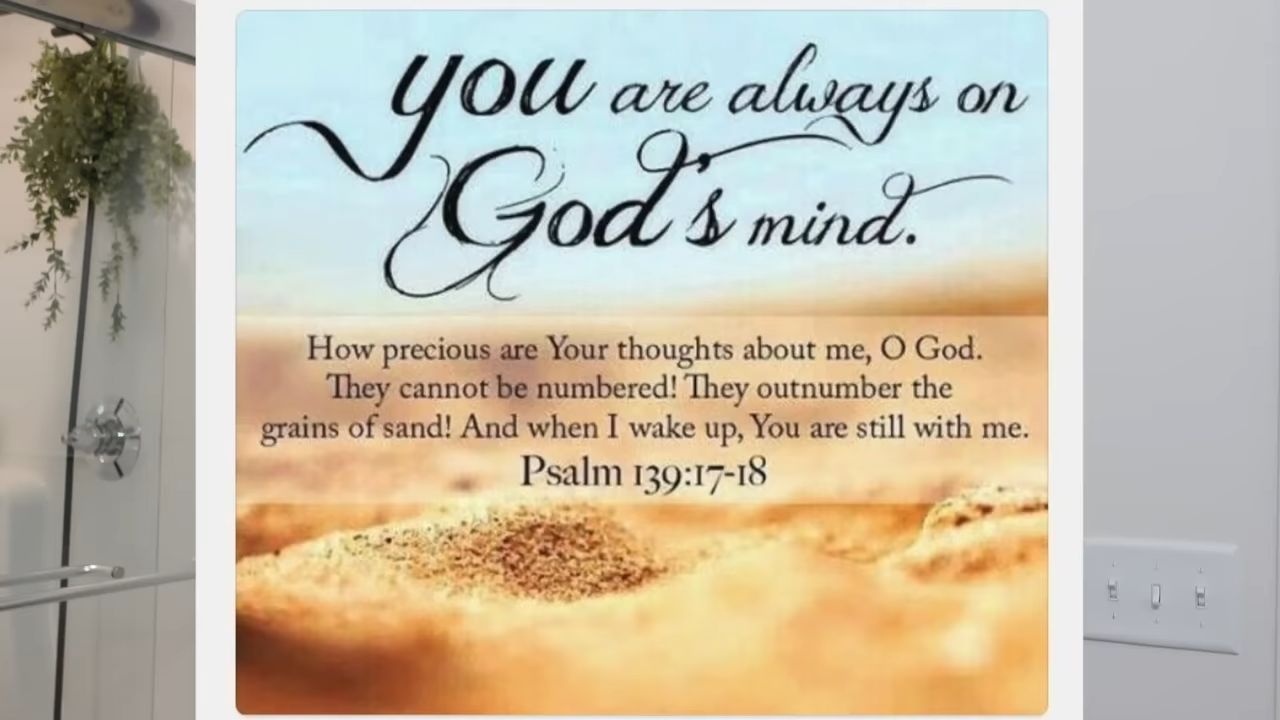 you are always on
God's mind.
How precious are Your thoughts about me, O God.
They cannot be numbered! They outnumber the
grains of sand! And when I wake up, You are still with me.
Psalm 139:17-18